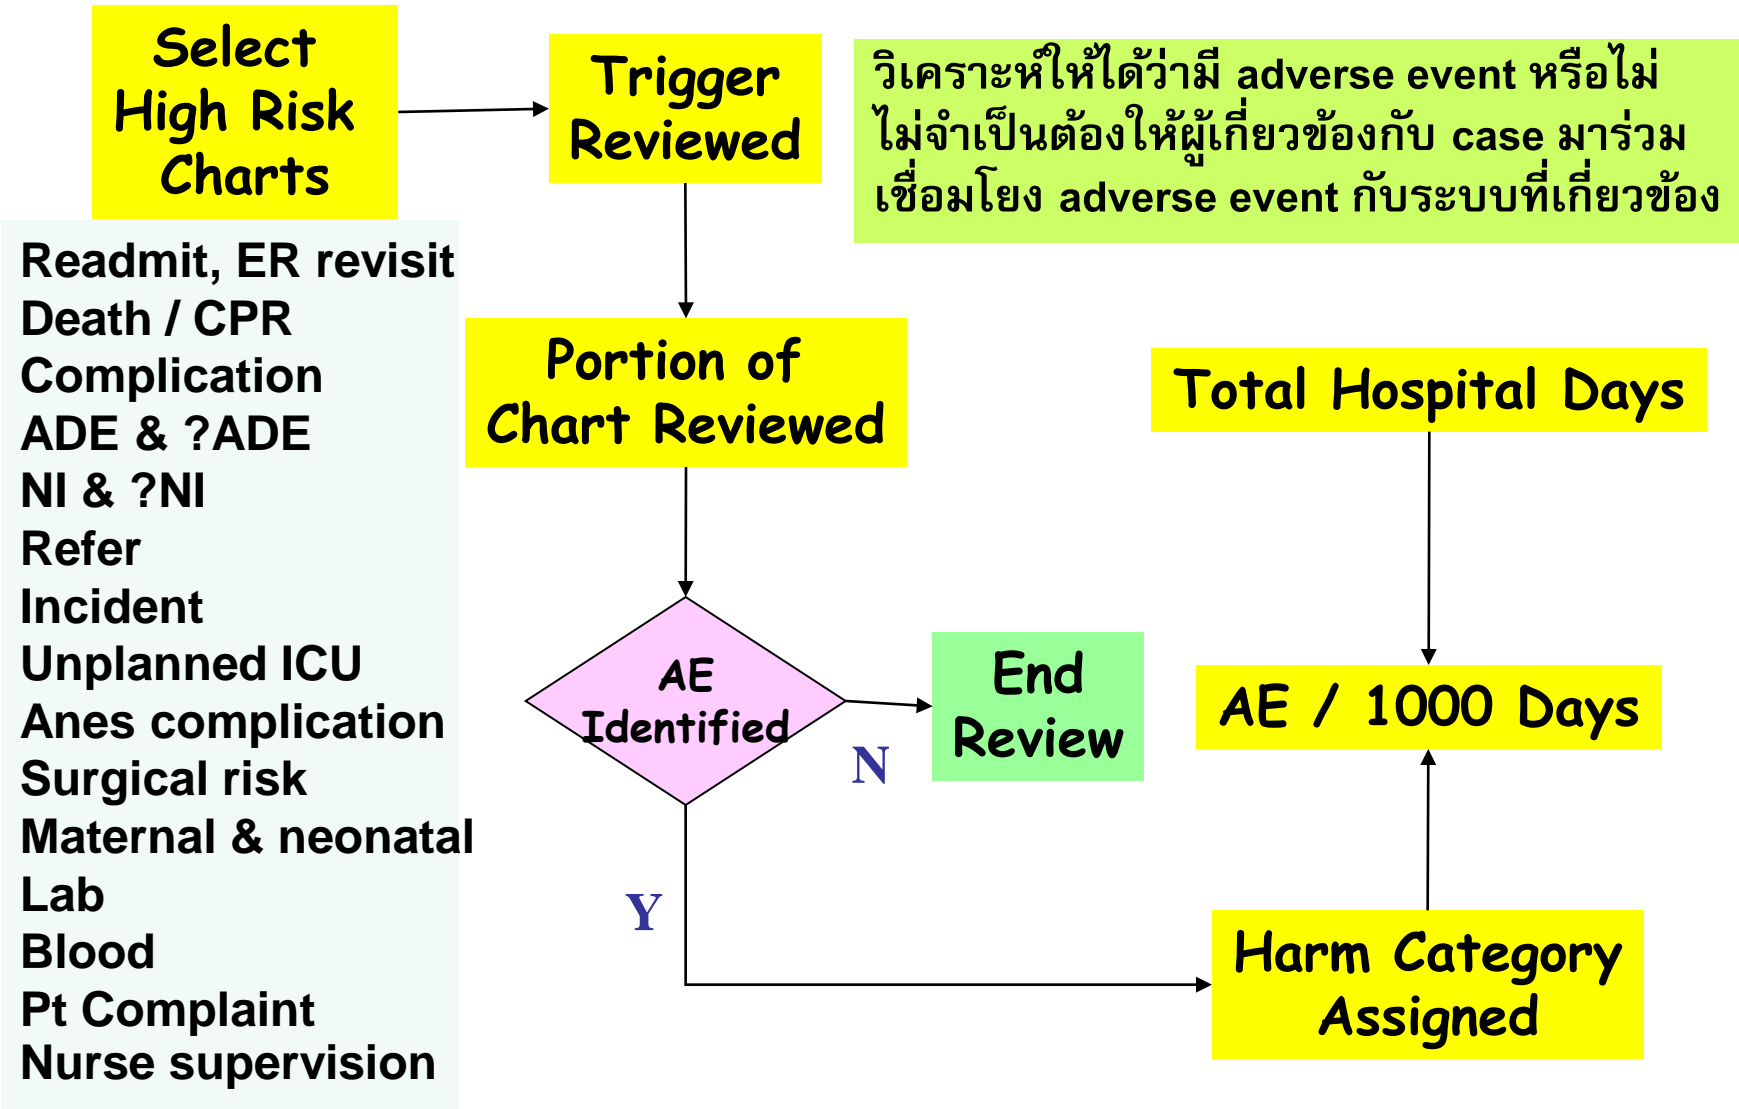 Select
High Risk
Charts
Trigger
Reviewed
วิเคราะห์ให้ได้ว่ามี adverse event หรือไม่
ไม่จำเป็นต้องให้ผู้เกี่ยวข้องกับ case มาร่วม
เชื่อมโยง adverse event กับระบบที่เกี่ยวข้อง
Readmit, ER revisit
Death / CPR
Complication
ADE & ?ADE
NI & ?NI
Refer
Incident
Unplanned ICU
Anes complication
Surgical risk
Maternal & neonatal
Lab
Blood
Pt Complaint
Nurse supervision
Portion of
Chart Reviewed
Total Hospital Days
AE
Identified
N
End
Review
AE / 1000 Days
Y
Harm Category
Assigned